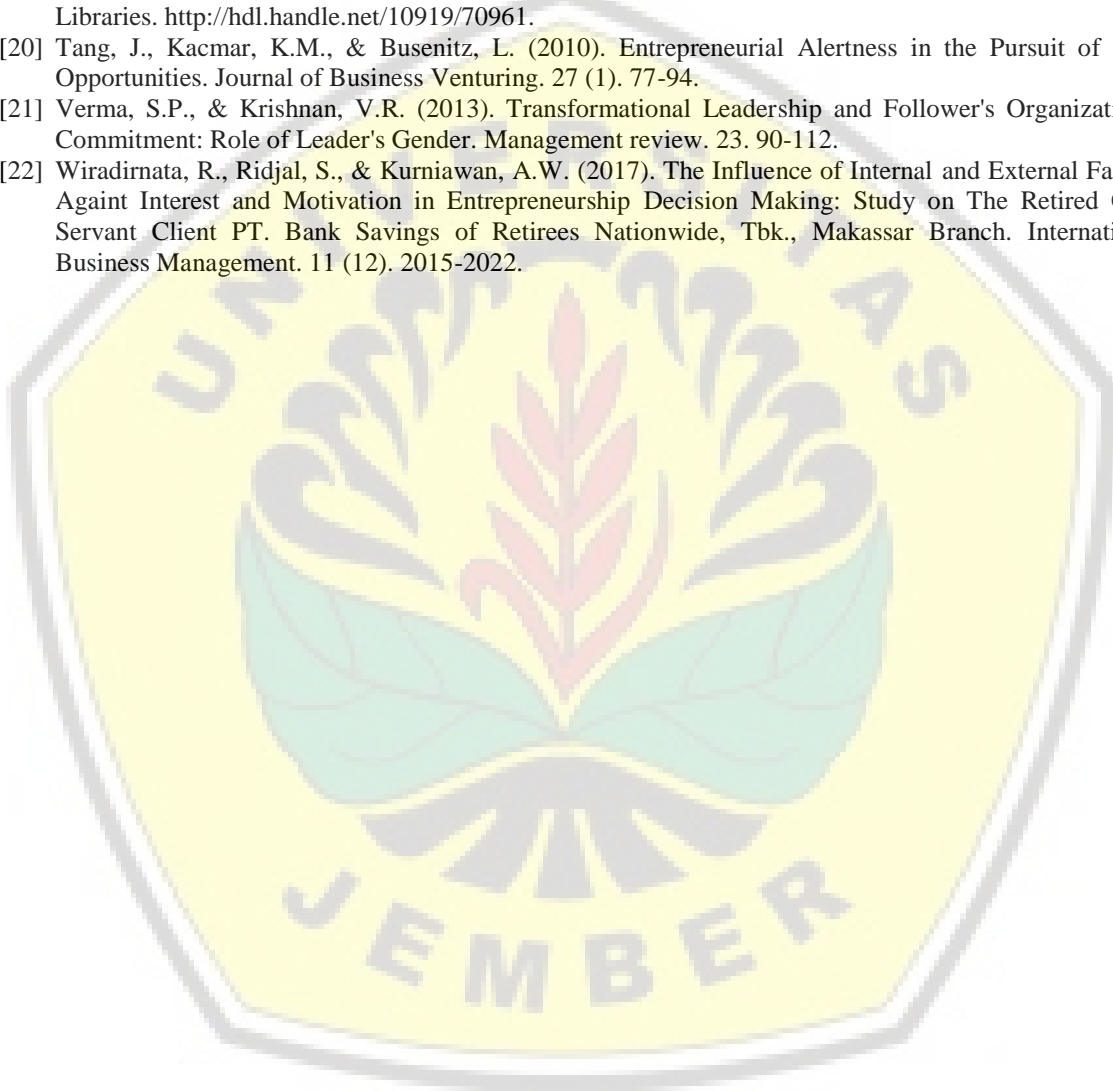 Libraries. http://hdl.handle.net/10919/70961.
[20] Tang, J., Kacmar, K.M., & Busenitz, L. (2010). Entrepreneurial Alertness in the Pursuit of
Opportunities. Journal of Business Venturing. 27 (1). 77-94.
[21] Verma, S.P., & Krishnan, V.R. (2013). Transformational Leadership and Follower's Organizati
Commitment: Role of Leader's Gender. Management review. 23. 90-112.
[22] Wiradirnata, R., Ridjal, S., & Kurniawan, A.W. (2017). The Influence of Internal and External Fa
Againt Interest and Motivation in Entrepreneurship Decision Making: Study on The Retired
Servant Client PT. Bank Savings of Retirees Nationwide, Tbk., Makassar Branch. Internati
Business Management. 11 (12). 2015-2022.
UNIVERSITAS
JEMBER